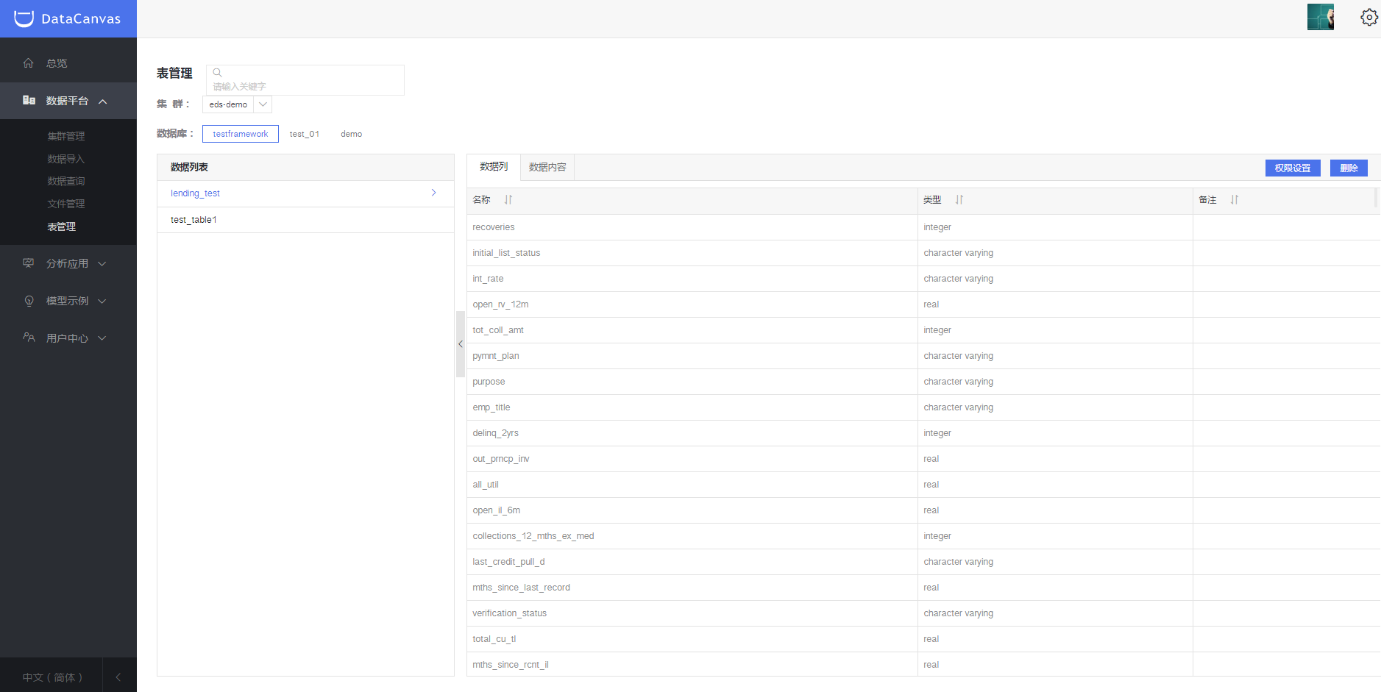 DataCanvas
总览
数据平台
集群管理
数据导入
数据查询
文件管理
表管理
分析应用
模型示例
用户中心
中文（简体）
表管理
请输入关键字
集 群：
eds-demo
数据库：
testframework test_01 demo
数据列表
lending_test
test_table1
数据列 数据内容 权限设置 删除
名称 类型 备注
recoveries integer
initial_list_status character varying
int_rate character varying
open_rv_12m real
tot_coll_amt integer
pymnt_plan character varying
purpose character varying
emp_title character varying
delinq_2yrs integer
out_prncp_inv real
all_util real
open_il_6m real
collections_12_mths_ex_med integer
last_credit_pull_d character varying
mths_since_last_record real
verification_status character varying
total_cu_tl real
mths_since_rcnt_il real